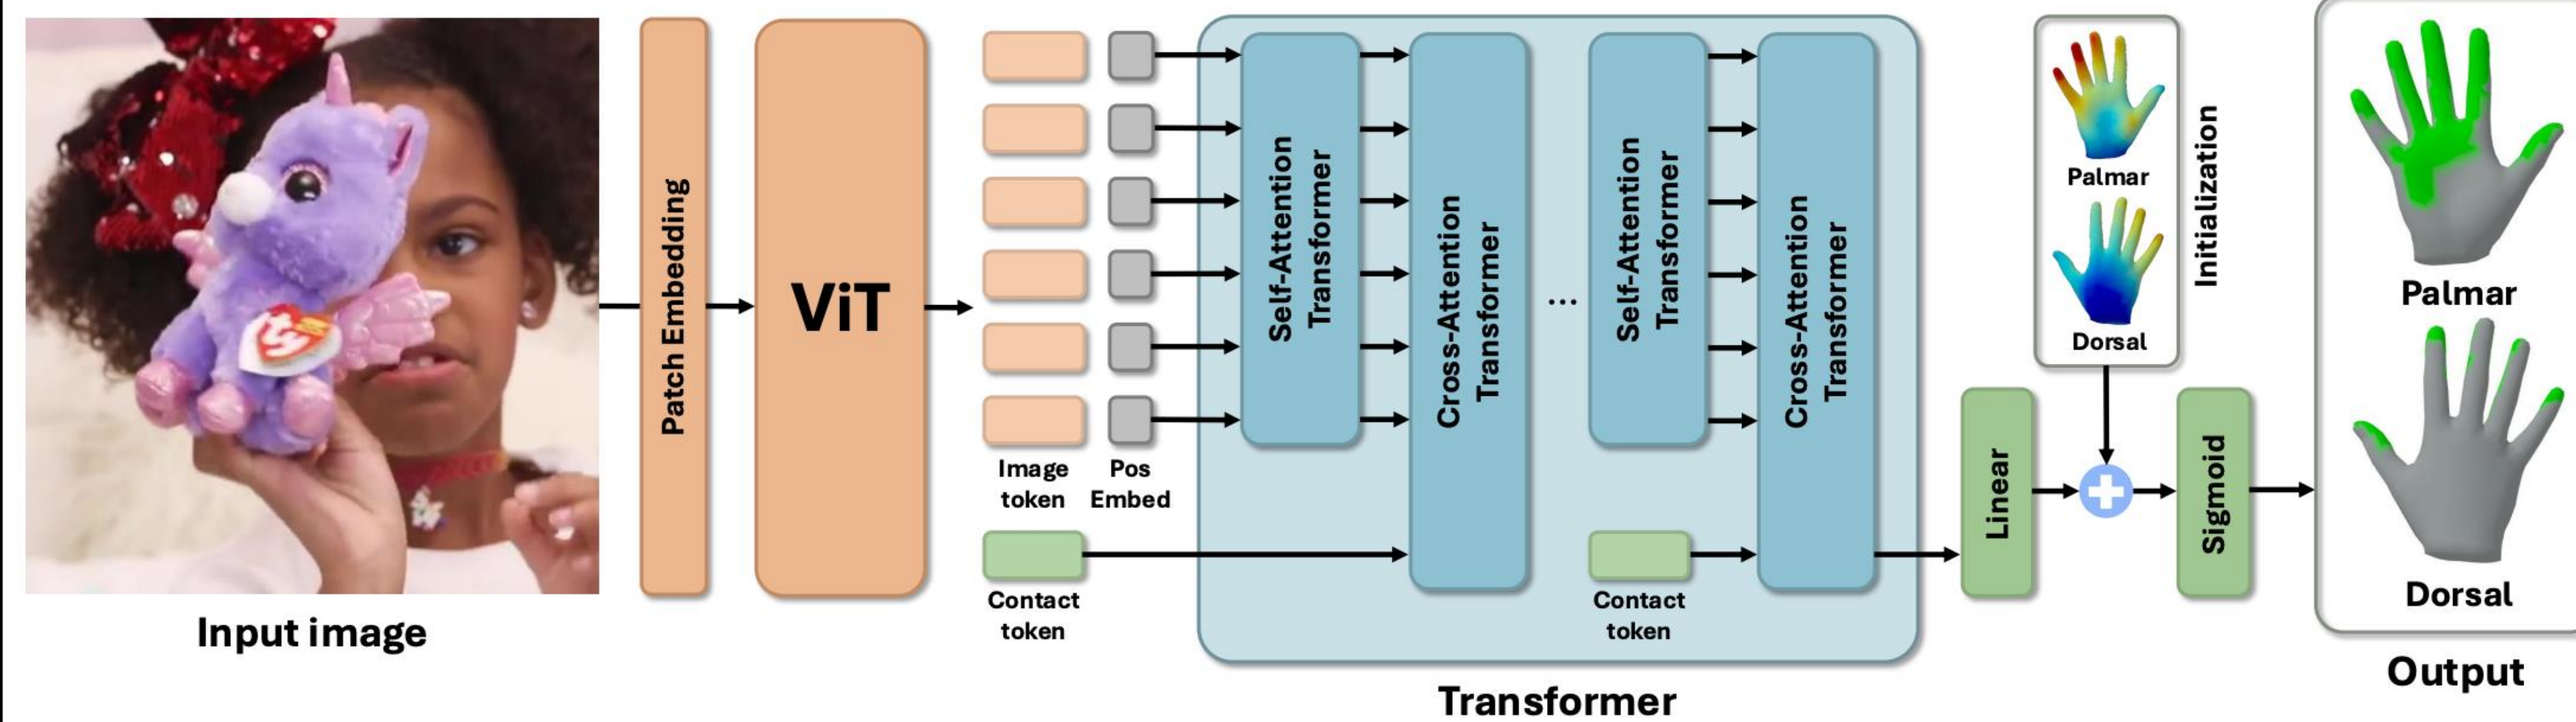 Input image
Patch Embedding
ViT
Image
token
Pos
Embed
Contact
token
Self-Attention
Transformer
Cross-Attention
Transformer
...
Self-Attention
Transformer
Contact
token
Cross-Attention
Transformer
Transformer
Linear
Palmar
Dorsal
Initialization
Sigmoid
Palmar
Dorsal
Output
ty